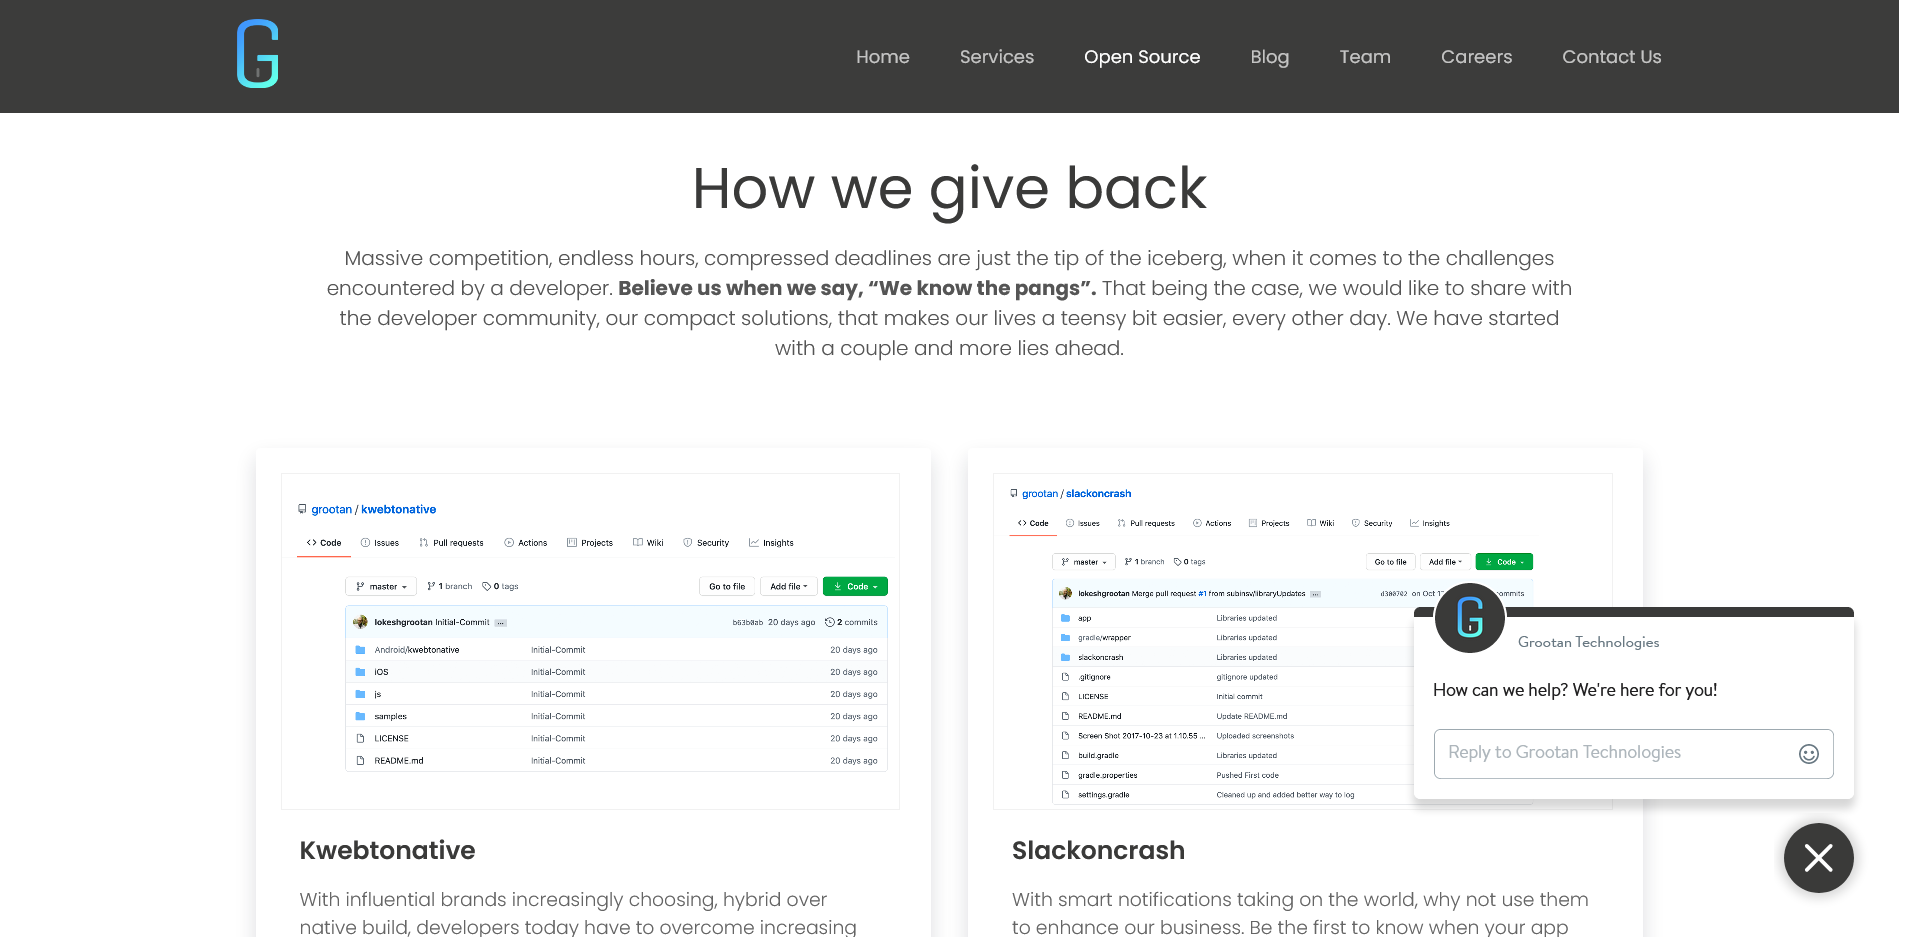 G
Home Services Open Source Blog Team Careers Contact Us
How we give back
Massive competition, endless hours, compressed deadlines are just the tip of the iceberg, when it comes to the challenges
encountered by a developer. Believe us when we say, “We know the pangs”. That being the case, we would like to share with
the developer community, our compact solutions, that makes our lives a teensy bit easier, every other day. We have started
with a couple and more lies ahead.
grootan / kwebtonative
<> Code Issues Pull requests Actions Projects Wiki Security Insights
master 1 branch 0 tags Go to file Add file Code
lokeshgrootan Initial-Commit ... b63b0ab 20 days ago 2 commits
Android/kwebtonative Initial-Commit 20 days ago
iOS Initial-Commit 20 days ago
js Initial-Commit 20 days ago
samples Initial-Commit 20 days ago
LICENSE Initial-Commit 20 days ago
README.md Initial-Commit 20 days ago
Kwebtonative
With influential brands increasingly choosing, hybrid over
native build, developers today have to overcome increasing
grootan / slackoncrash
<> Code Issues Pull requests Actions Projects Wiki Security Insights
master 1 branch 0 tags Go to file Add file Code
lokeshgrootan Merge pull request #1 from subinsv/libraryUpdates ... d300702 on Oct 1 ommits
app Libraries updated
gradle/wrapper Libraries updated
slackoncrash Libraries updated
.gitignore gitignore updated
LICENSE Initial commit
README.md Update README.md
Screen Shot 2017-10-23 at 1.10.55 ... Uploaded screenshots
build.gradle Libraries updated
gradle.properties Pushed First code
settings.gradle Cleaned up and added better way to log
Slackoncrash
With smart notifications taking on the world, why not use them
to enhance our business. Be the first to know when your app
G
Grootan Technologies
How can we help? We're here for you!
Reply to Grootan Technologies